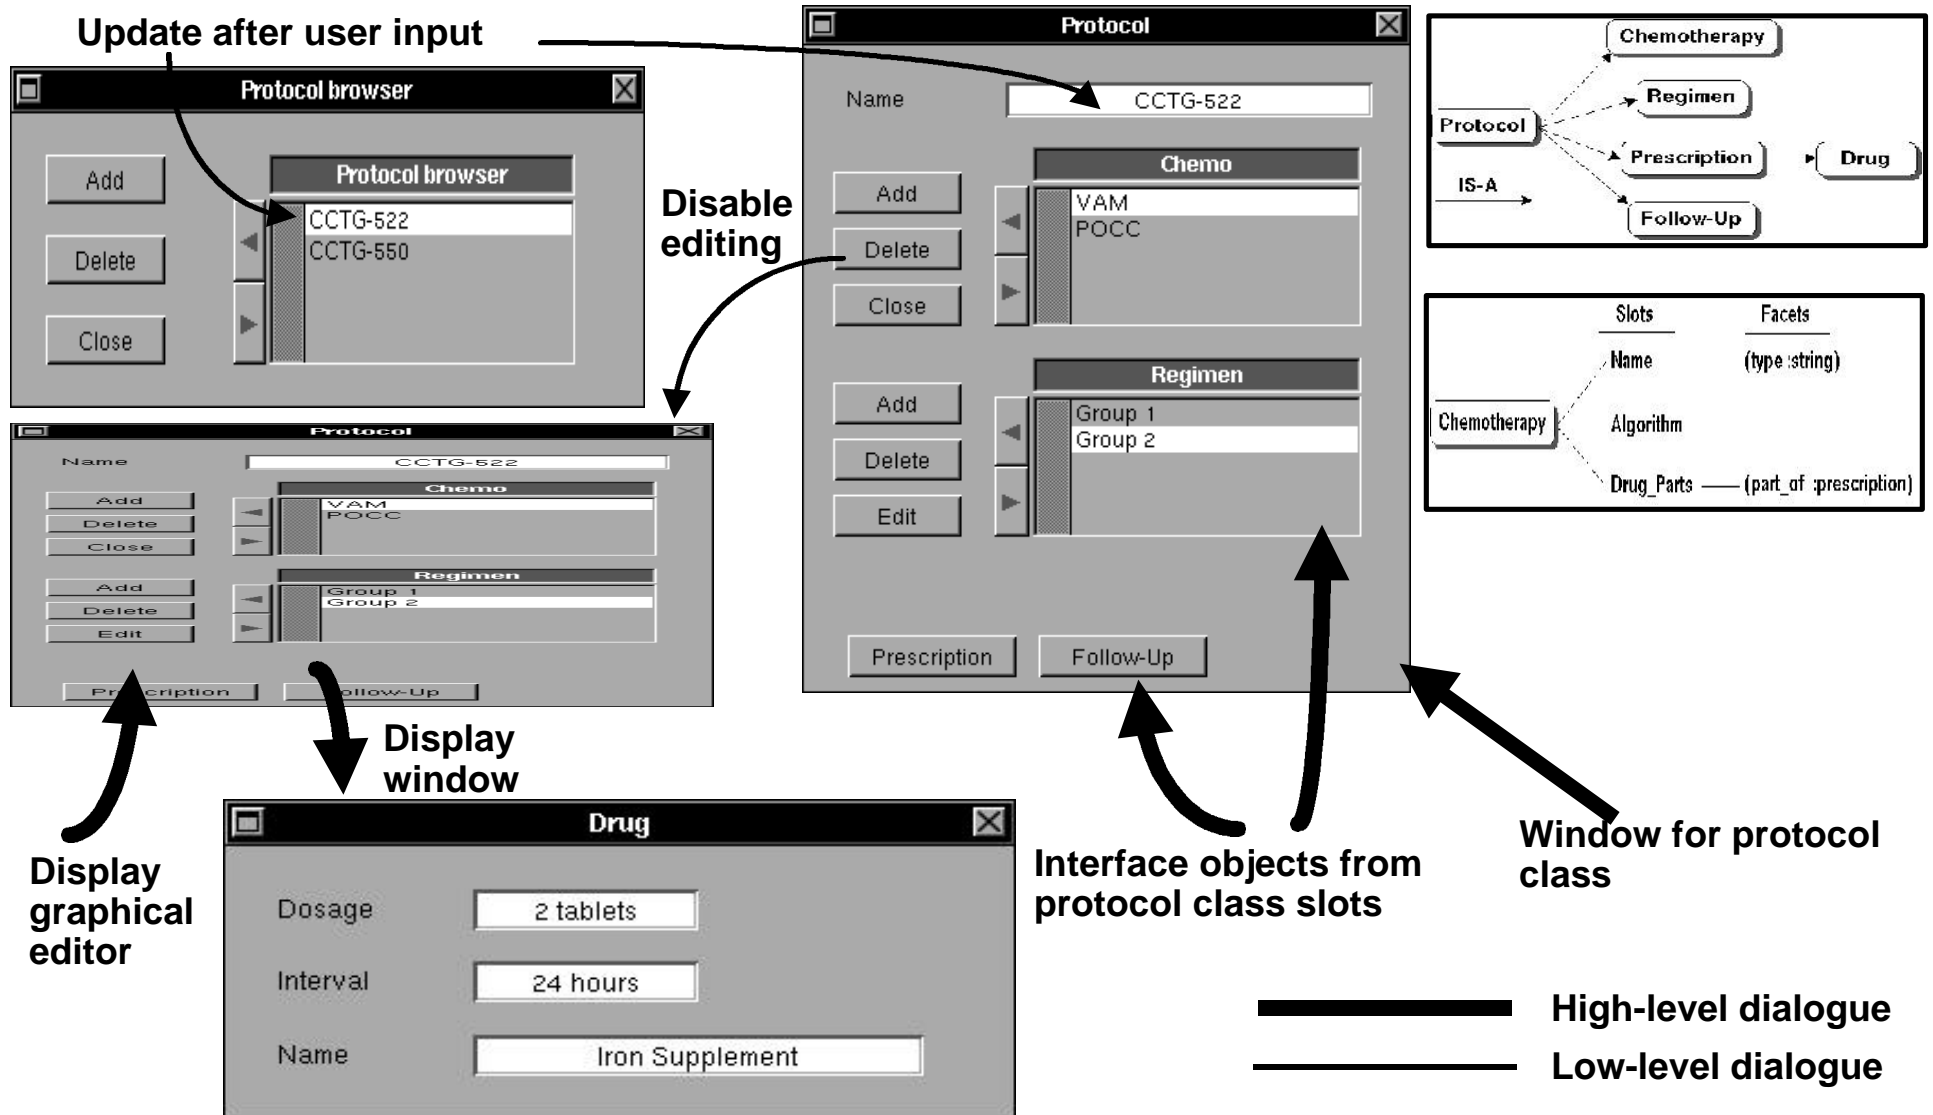 Update after user input
Protocol browser
Add
Delete
Close
Protocol browser
CCTG-522
CCTG-550
Disable
editing
Protocol
Name
CCTG-522
Add
Delete
Close
Chemo
VAM
POCC
Add
Delete
Edit
Regimen
Group 1
Group 2
Prescription
Follow-Up
Chemotherapy
Regimen
Protocol
Prescription
Drug
IS-A
Follow-Up
Slots Facets
Name (type :string)
Chemotherapy Algorithm
Drug_Parts (part_of :prescription)
Protocol
Name
CCTG-522
Add
Delete
Close
Chemo
VAM
POCC
Add
Delete
Edit
Regimen
Group 1
Group 2
Prescription
Follow-Up
Display
window
Display
graphical
editor
Drug
Dosage 2 tablets
Interval 24 hours
Name Iron Supplement
Interface objects from
protocol class slots
Window for protocol
class
High-level dialogue
Low-level dialogue